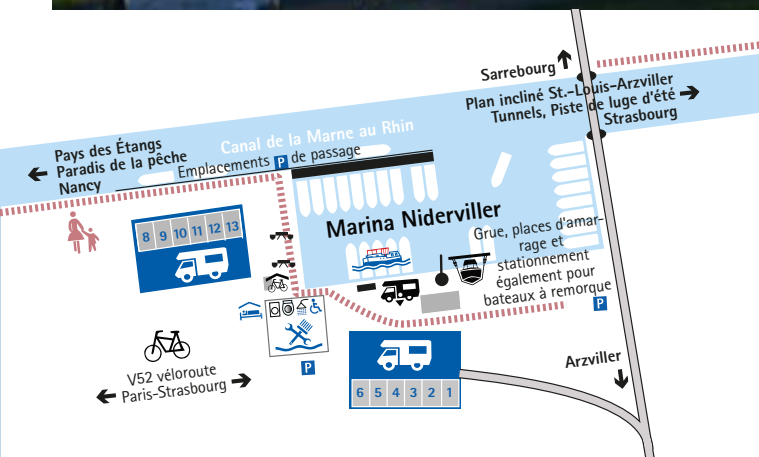 Sarrebourg
Plan incliné St.-Louis-Arzviller
Tunnels, Piste de luge d'été
Strasbourg
Pays des Étangs
Paradis de la pêche
Nancy
Canal de la Marne au Rhin
Emplacements P de passage
Marina Niderviller
Grue, places d'amar-
rage et
stationnement
également pour
bateaux à remorque
P
8 9 10 11 12 13
V52 véloroute
Paris-Strasbourg
P
6 5 4 3 2 1
Arzviller